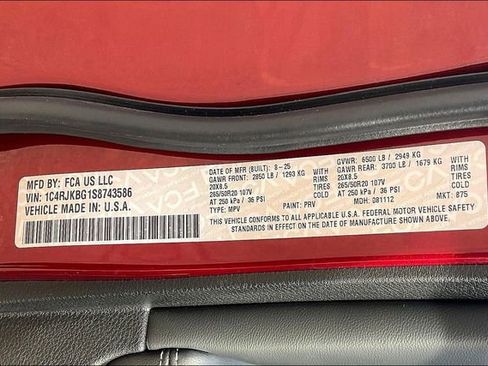 MFD BY: FCA US LLC
VIN: 1C4RJKBG1S8743586
VEHICLE MADE IN: U.S.A.
DATE OF MFR (BUILT): 8-25
GAWR FRONT: 2850 LB / 1293 KG
20X8.5 RIMS
265/50R20 107V TIRES
AT 250 kPa / 36 PSI COLD
TYPE: MPV
PAINT: PRV
GVWR: 6500 LB / 2949 KG
GAWR REAR: 3700 LB / 1679 KG WITH
20X8.5 RIMS
265/50R20 107V TIRES
AT 250 kPa / 36 PSI COLD
MDH: 081112
MKT: 875
THIS VEHICLE CONFORMS TO ALL APPLICABLE U.S.A. FEDERAL MOTOR VEHICLE SAFETY
STANDARDS IN EFFECT ON THE DATE OF MANUFACTURE SHOWN ABOVE.